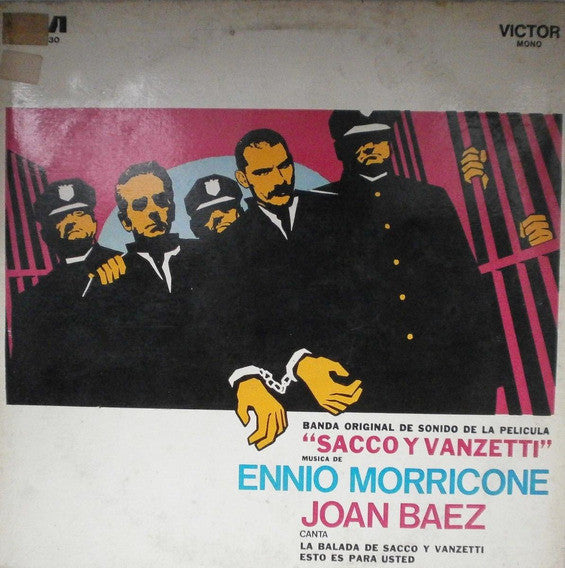 VICTOR
MONO
30
BANDA ORIGINAL DE SONIDO DE LA PELICULA
“SACCO Y VANZETTI”
MUSICA DE
ENNIO MORRICONE
JOAN BAEZ
CANTA
LA BALADA DE SACCO Y VANZETTI
ESTO ES PARA USTED